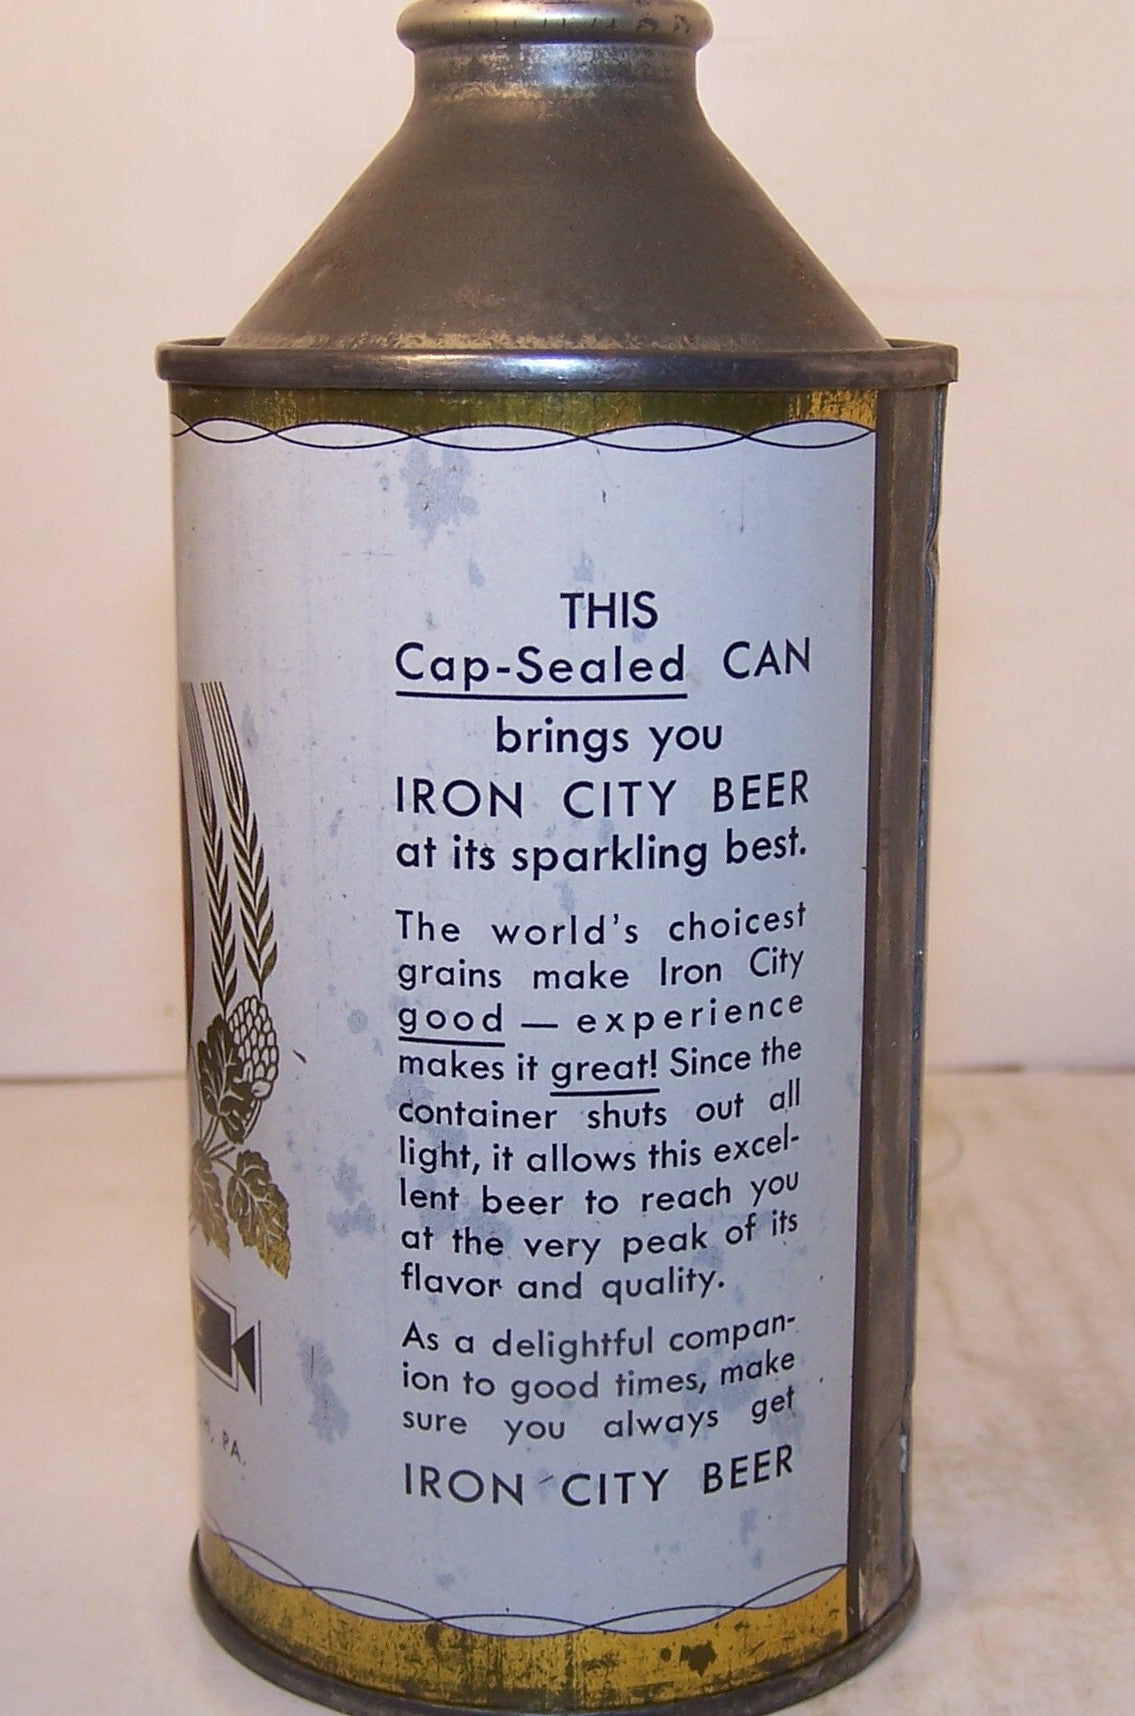 THIS
Cap-Sealed CAN
brings you
IRON CITY BEER
at its sparkling best.
The world's choicest
grains make Iron City
good — experience
makes it great! Since the
container shuts out all
light, it allows this excel-
lent beer to reach you
at the very peak of its
flavor and quality.
As a delightful compan-
ion to good times, make
sure you always get
IRON CITY BEER
PA.